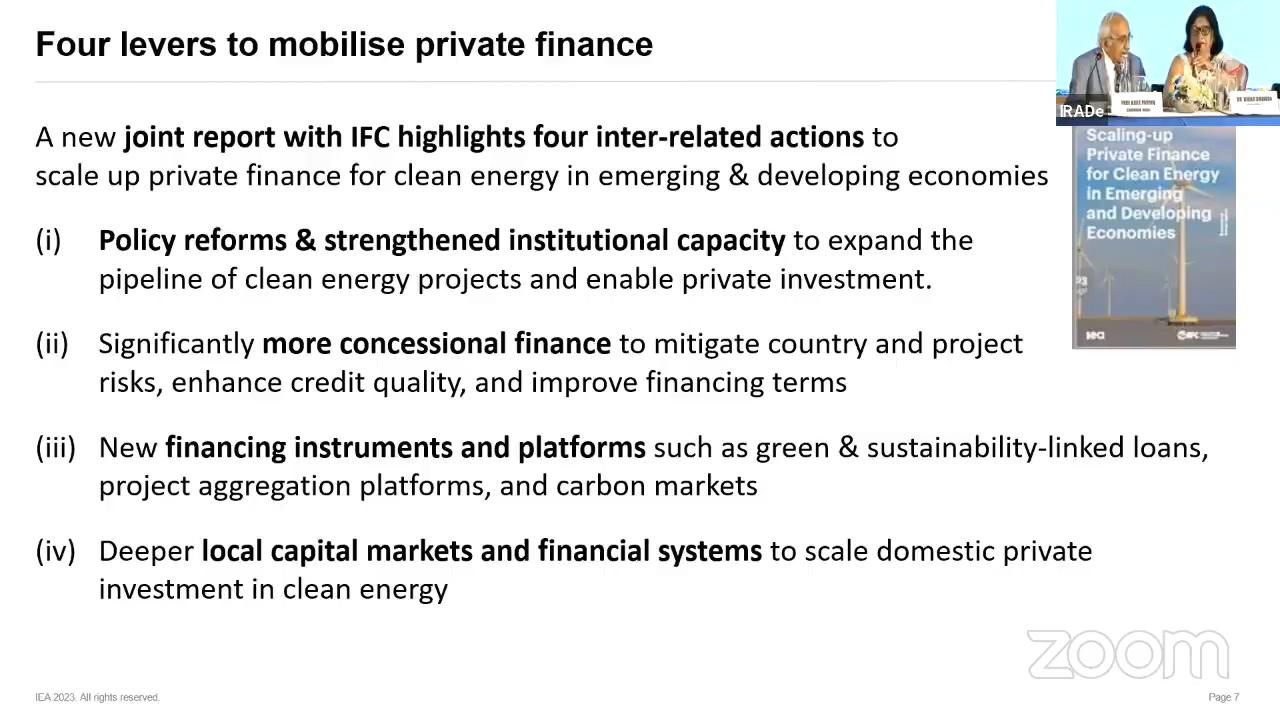 Four levers to mobilise private finance
IRADe
A new joint report with IFC highlights four inter-related actions to
scale up private finance for clean energy in emerging & developing economies
Scaling-up
Private Finance
for Clean Energy
in Emerging
and Developing
Economies
(i) Policy reforms & strengthened institutional capacity to expand the
pipeline of clean energy projects and enable private investment.
(ii) Significantly more concessional finance to mitigate country and project
risks, enhance credit quality, and improve financing terms
(iii) New financing instruments and platforms such as green & sustainability-linked loans,
project aggregation platforms, and carbon markets
(iv) Deeper local capital markets and financial systems to scale domestic private
investment in clean energy
zoom
IEA 2023. All rights reserved.
Page 7